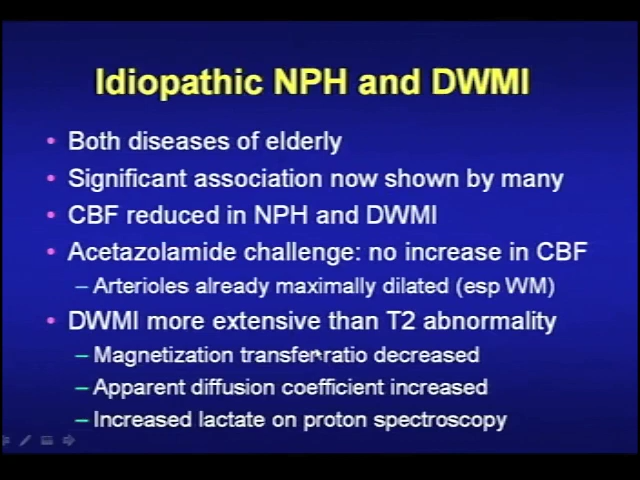 Idiopathic NPH and DWMI
• Both diseases of elderly
• Significant association now shown by many
• CBF reduced in NPH and DWMI
• Acetazolamide challenge: no increase in CBF
– Arterioles already maximally dilated (esp WM)
• DWMI more extensive than T2 abnormality
– Magnetization transfer ratio decreased
– Apparent diffusion coefficient increased
– Increased lactate on proton spectroscopy